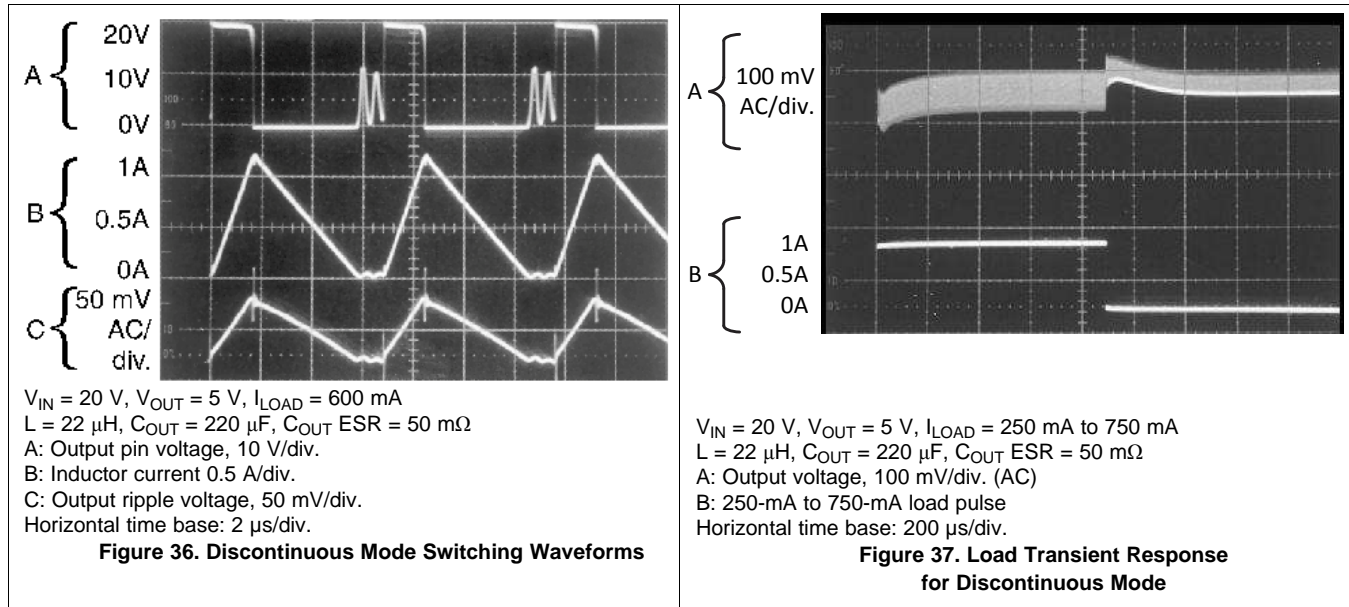 A
20V
10V
0V
B
1A
0.5A
0A
C
50 mV
AC/
div.
V_IN = 20 V, V_OUT = 5 V, I_LOAD = 600 mA
L = 22 μH, C_OUT = 220 μF, C_OUT ESR = 50 mΩ
A: Output pin voltage, 10 V/div.
B: Inductor current 0.5 A/div.
C: Output ripple voltage, 50 mV/div.
Horizontal time base: 2 μs/div.
Figure 36. Discontinuous Mode Switching Waveforms
A
100 mV
AC/div.
B
1A
0.5A
0A
V_IN = 20 V, V_OUT = 5 V, I_LOAD = 250 mA to 750 mA
L = 22 μH, C_OUT = 220 μF, C_OUT ESR = 50 mΩ
A: Output voltage, 100 mV/div. (AC)
B: 250-mA to 750-mA load pulse
Horizontal time base: 200 μs/div.
Figure 37. Load Transient Response
for Discontinuous Mode